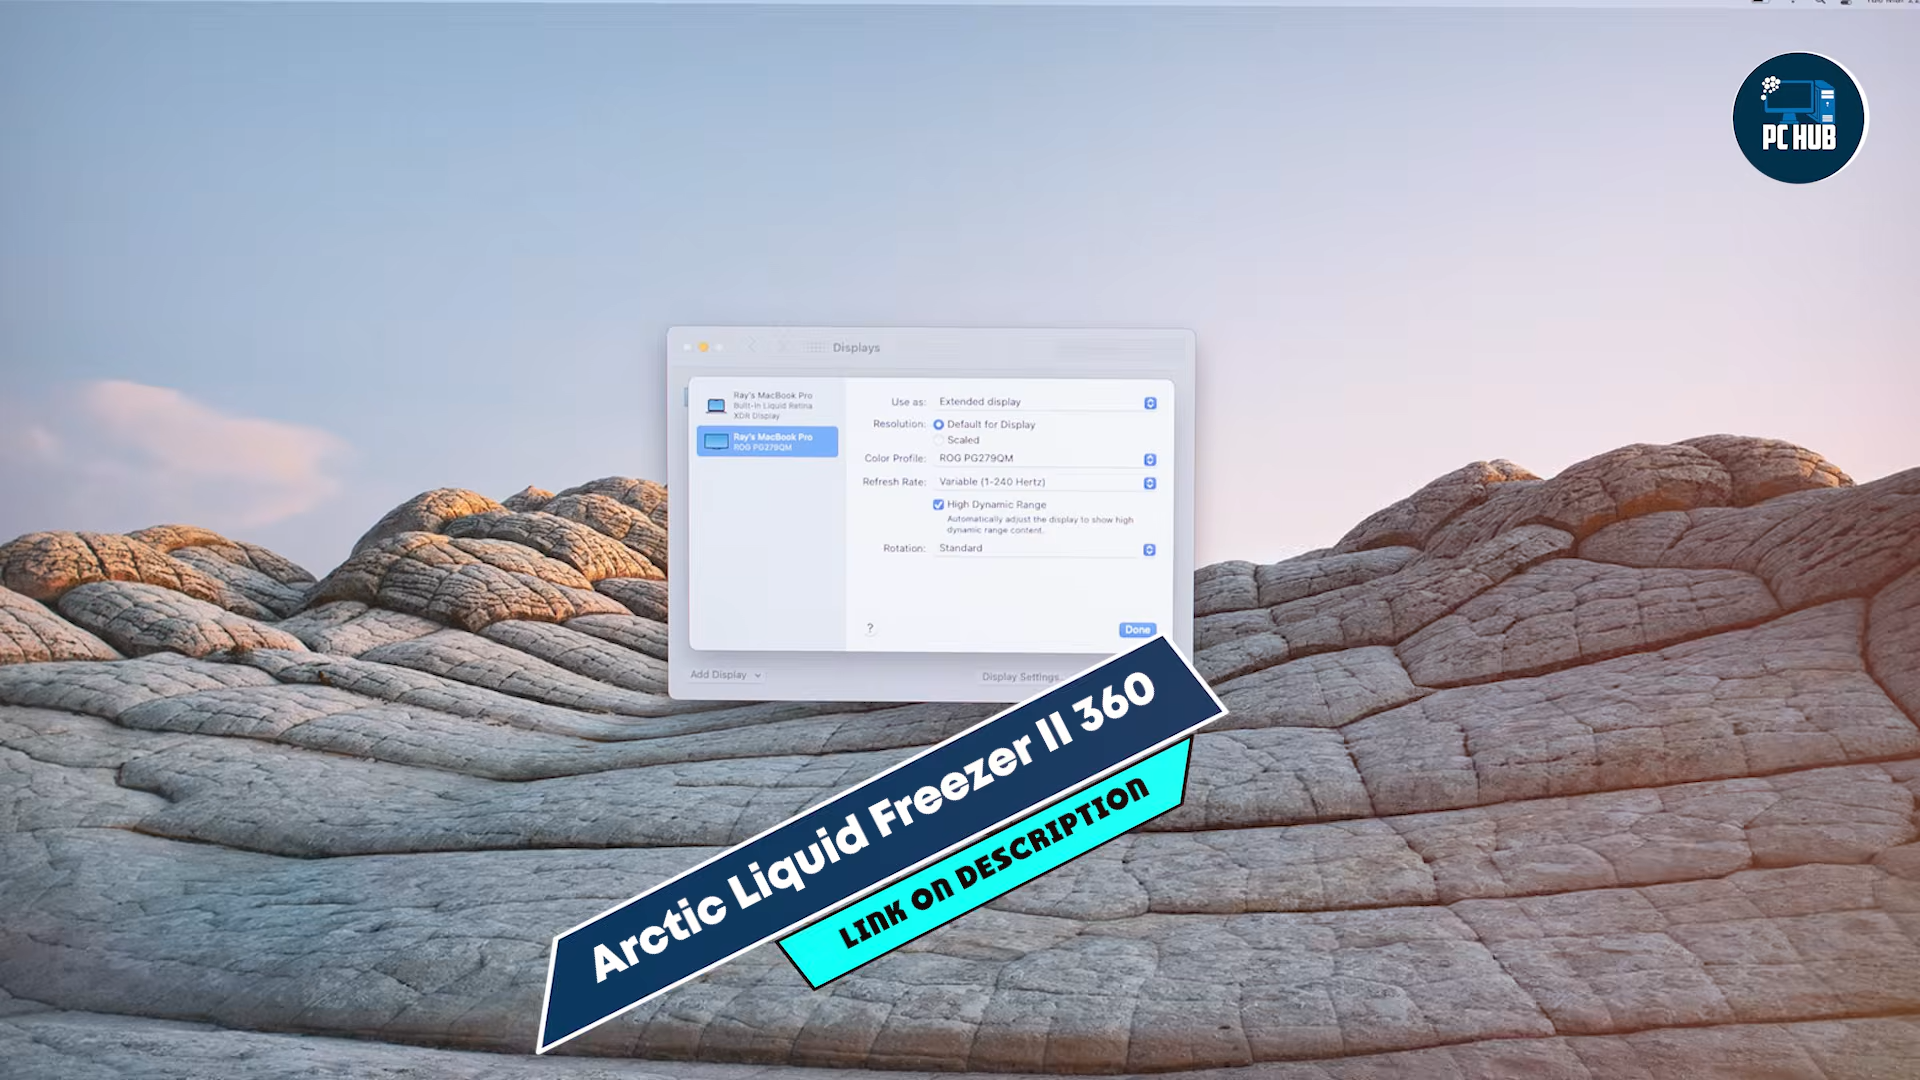 PC HUB
Displays
Ray's MacBook Pro
Built-in Liquid Retina
XDR Display
Ray's MacBook Pro
ROG PG279QM
Use as: Extended display
Resolution: Default for Display
Scaled
Color Profile: ROG PG279QM
Refresh Rate: Variable (1-240 Hertz)
High Dynamic Range
Automatically adjust the display to show high
dynamic range content.
Rotation: Standard
?
Done
Add Display
Display Settings...
Arctic Liquid Freezer II 360
LINK ON DESCRIPTION